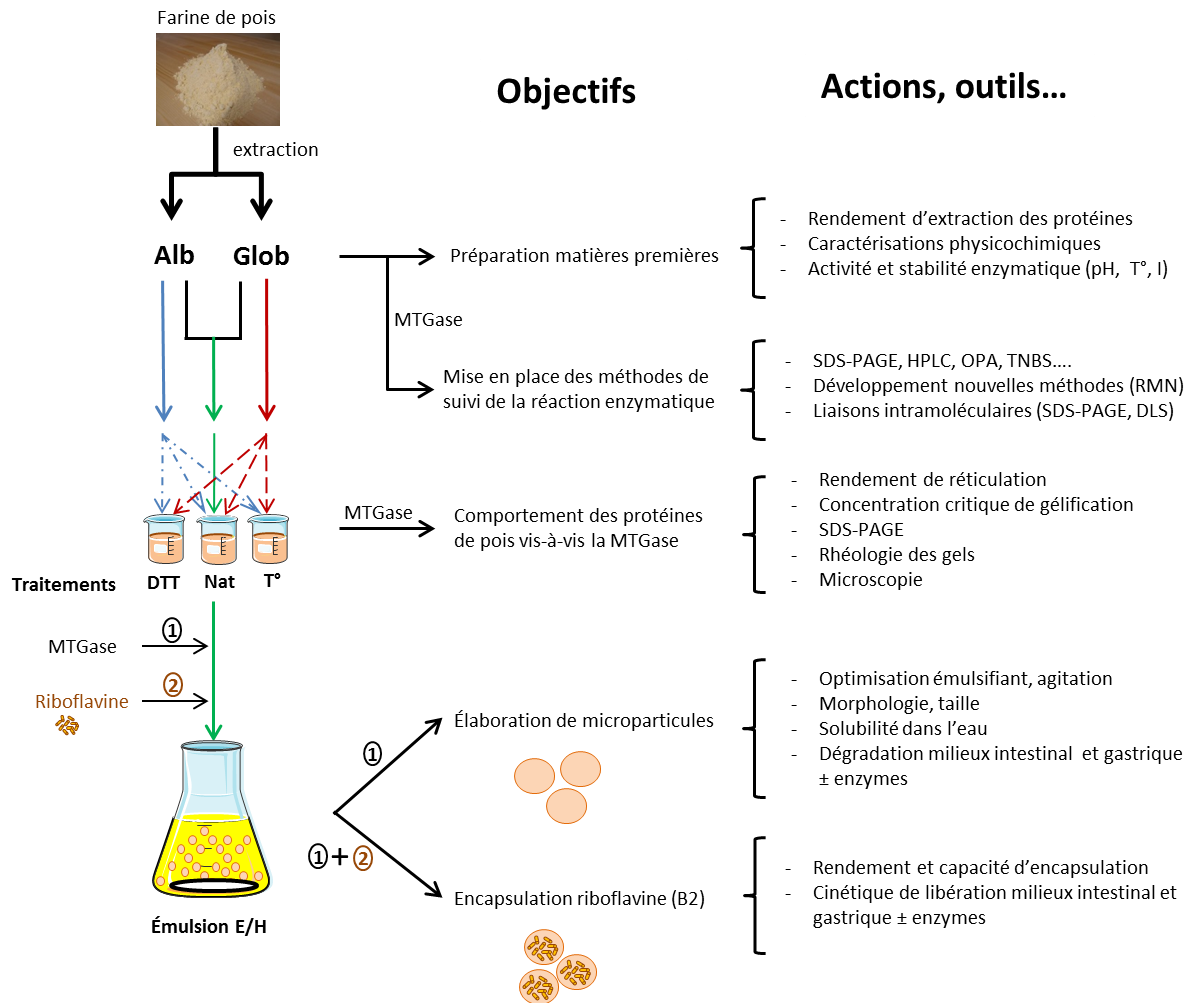 Farine de pois
extraction
Alb
Glob
Objectifs
Actions, outils…
Préparation matières premières
- Rendement d’extraction des protéines
- Caractérisations physicochimiques
- Activité et stabilité enzymatique (pH, T°, I)
MTGase
Mise en place des méthodes de
suivi de la réaction enzymatique
- SDS-PAGE, HPLC, OPA, TNBS….
- Développement nouvelles méthodes (RMN)
- Liaisons intramoléculaires (SDS-PAGE, DLS)
Traitements
DTT
Nat
T°
MTGase
Comportement des protéines
de pois vis-à-vis la MTGase
- Rendement de réticulation
- Concentration critique de gélification
- SDS-PAGE
- Rhéologie des gels
- Microscopie
MTGase
①
Riboflavine
②
Émulsion E/H
①
Élaboration de microparticules
- Optimisation émulsifiant, agitation
- Morphologie, taille
- Solubilité dans l’eau
- Dégradation milieu intestinal et gastrique
± enzymes
①+②
Encapsulation riboflavine (B2)
- Rendement et capacité d’encapsulation
- Cinétique de libération milieux intestinal et
gastrique ± enzymes